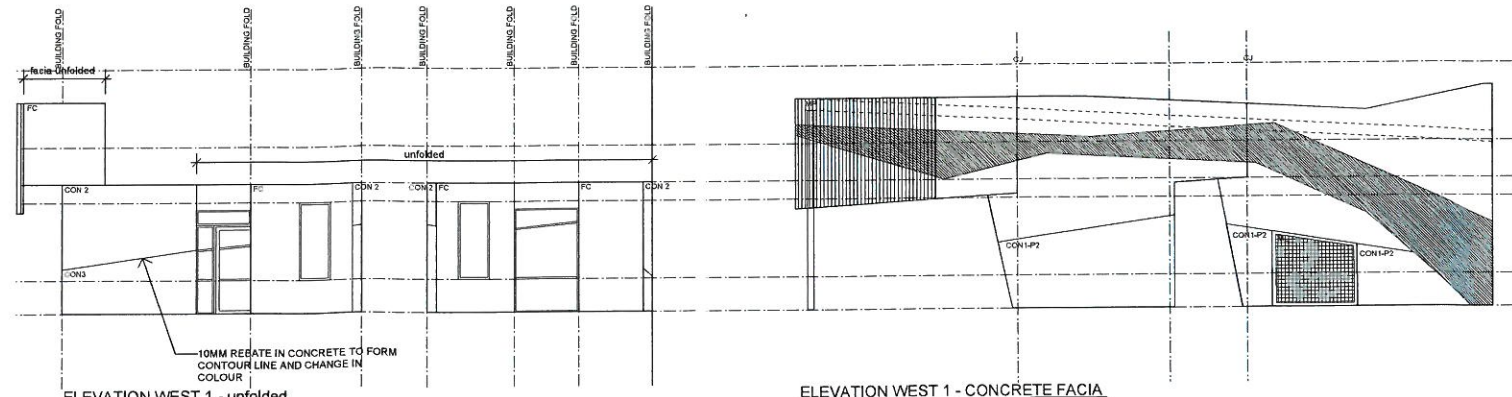 BUILDING FOLD
BUILDING FOLD
BUILDING FOLD
BUILDING FOLD
BUILDING FOLD
BUILDING FOLD
BUILDING FOLD
facia unfolded
FC
unfolded
CON 2
FC
CON 2
CON 2
FC
FC
CON 2
CON3
10MM REBATE IN CONCRETE TO FORM
CONTOUR LINE AND CHANGE IN
COLOUR
ELEVATION WEST 1 - unfolded
CJ
CJ
CON1-P2
CON1-P2
CON1-P2
ELEVATION WEST 1 - CONCRETE FACIA